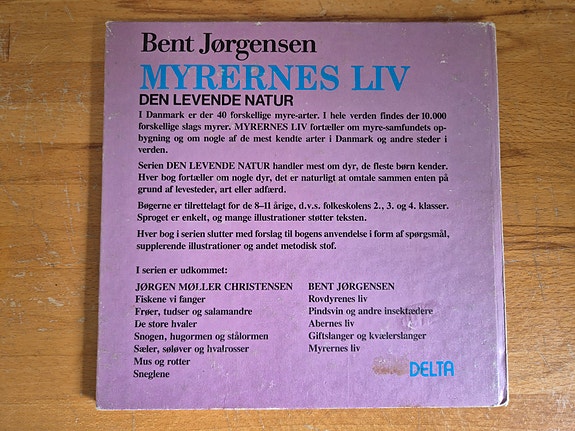 Bent Jørgensen
MYRERNES LIV
DEN LEVENDE NATUR
I Danmark er der 40 forskellige myre-arter. I hele verden findes der 10.000
forskellige slags myrer. MYRERNES LIV fortæller om myre-samfundets op-
bygning og om nogle af de mest kendte arter i Danmark og andre steder i
verden.
Serien DEN LEVENDE NATUR handler mest om dyr, de fleste børn kender.
Hver bog fortæller om nogle dyr, det er naturligt at omtale sammen enten på
grund af levesteder, art eller adfærd.
Bøgerne er tilrettelagt for de 8-11 årige, d.v.s. folkeskolens 2., 3. og 4. klasser.
Sproget er enkelt, og mange illustrationer støtter teksten.
Hver bog i serien slutter med forslag til bogens anvendelse i form af spørgsmål,
supplerende illustrationer og andet metodisk stof.
I serien er udkommet:
JØRGEN MØLLER CHRISTENSEN
Fiskene vi fanger
Frøer, tudser og salamandre
De store hvaler
Snogen, hugormen og stålormen
Sæler, søløver og hvalrosser
Mus og rotter
Sneglene
BENT JØRGENSEN
Rovdyrenes liv
Pindsvin og andre insektædere
Abernes liv
Giftslanger og kvælerslanger
Myrernes liv
DELTA